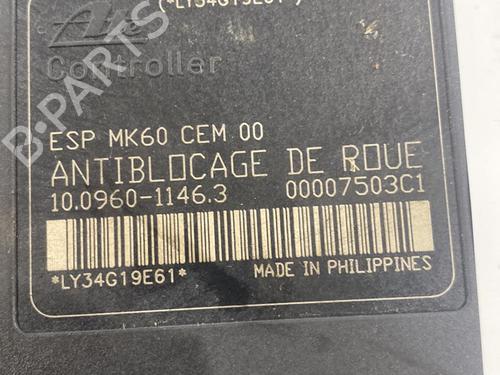 (*LY34G19E61*)
Ate
Controller
B-PARTS
ESP MK60 CEM 00
ANTIBLOCAGE DE ROUE
10.0960-1146.3 00007503C1
*LY34G19E61*
MADE IN PHILIPPINES